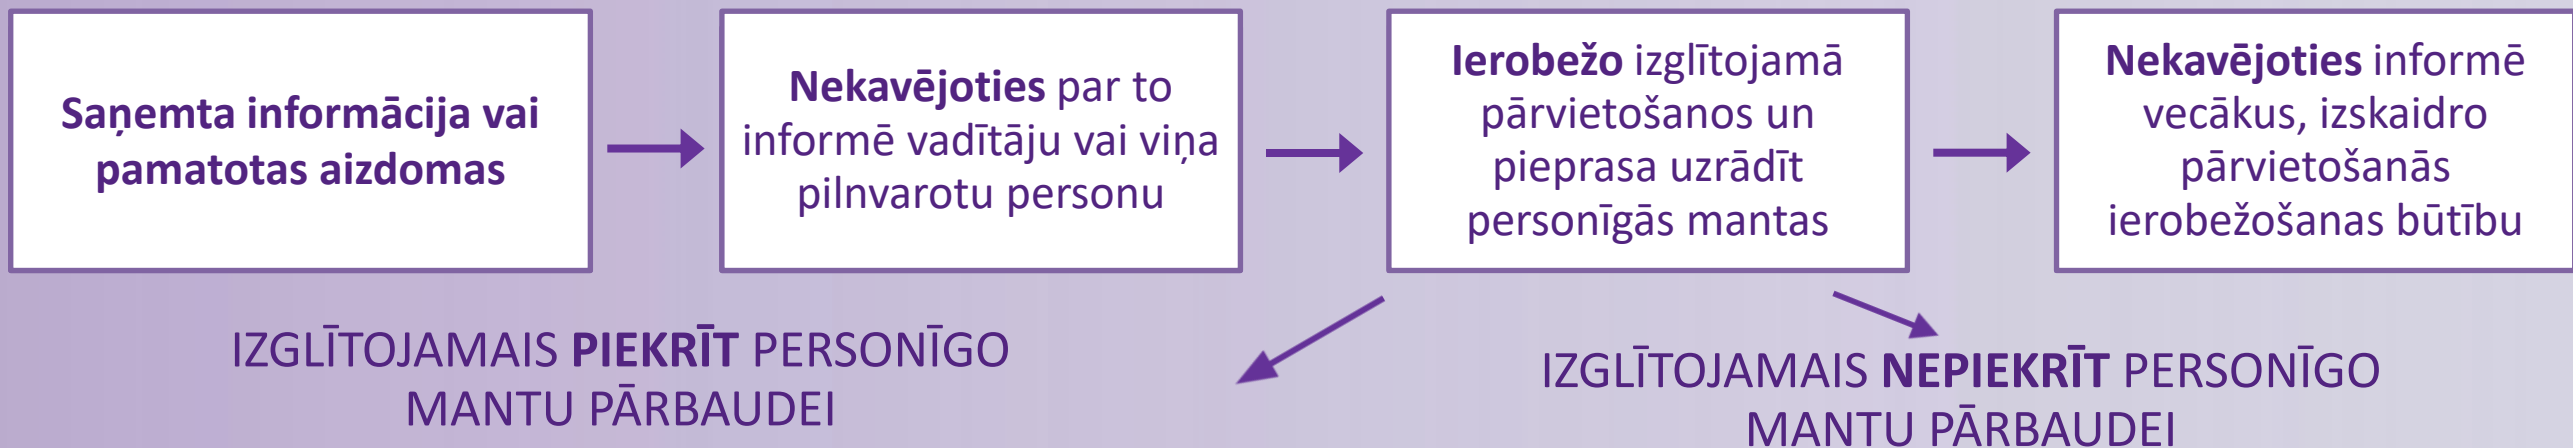 Saņemta informācija vai
pamatotas aizdomas
Nekavējoties par to
informē vadītāju vai viņa
pilnvarotu personu
Ierobežo izglītojamā
pārvietošanos un
pieprasa uzrādīt
personīgās mantas
Nekavējoties informē
vecākus, izskaidro
pārvietošanās
ierobežošanas būtību
IZGLĪTOJAMAIS PIEKRĪT PERSONĪGO
MANTU PĀRBAUDEI
IZGLĪTOJAMAIS NEPIEKRĪT PERSONĪGO
MANTU PĀRBAUDEI